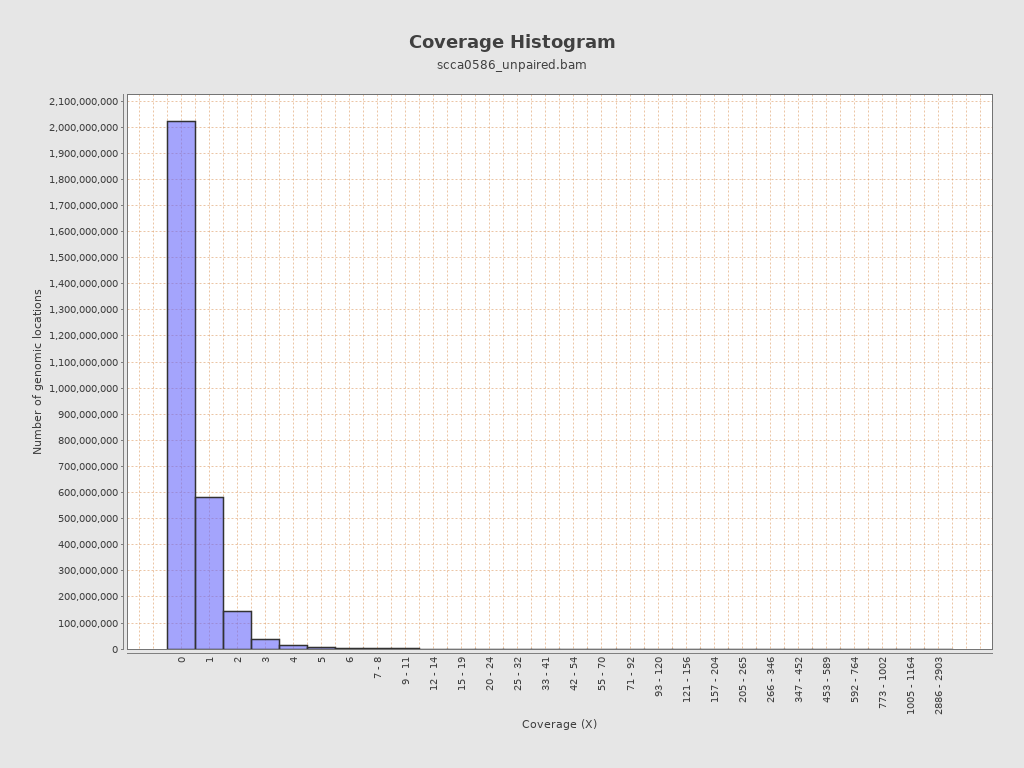 Coverage Histogram
scca0586_unpaired.bam
Number of genomic locations
2,100,000,000
2,000,000,000
1,900,000,000
1,800,000,000
1,700,000,000
1,600,000,000
1,500,000,000
1,400,000,000
1,300,000,000
1,200,000,000
1,100,000,000
1,000,000,000
900,000,000
800,000,000
700,000,000
600,000,000
500,000,000
400,000,000
300,000,000
200,000,000
100,000,000
0
0
1
2
3
4
5
6
7 - 8
9 - 11
12 - 14
15 - 19
20 - 24
25 - 32
33 - 41
42 - 54
55 - 70
71 - 92
93 - 120
121 - 156
157 - 204
205 - 265
266 - 346
347 - 452
453 - 589
592 - 764
773 - 1002
1005 - 1164
2886 - 2903
Coverage (X)